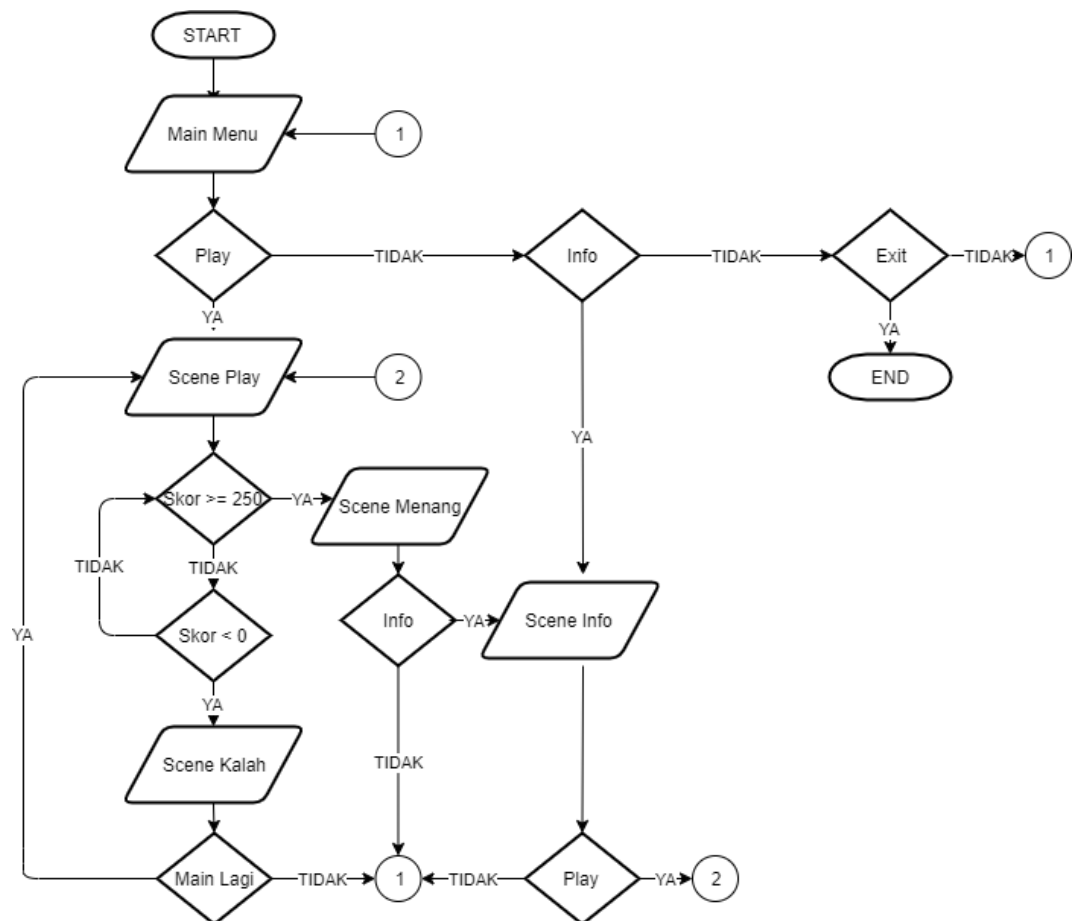 START
Main Menu
1
Play
TIDAK
Info
TIDAK
Exit
TIDAK
1
YA
YA
Scene Play
2
END
YA
Skor >= 250
YA
Scene Menang
TIDAK
TIDAK
Info
YA
Scene Info
Skor < 0
YA
YA
Scene Kalah
TIDAK
Main Lagi
TIDAK
1
TIDAK
Play
YA
2